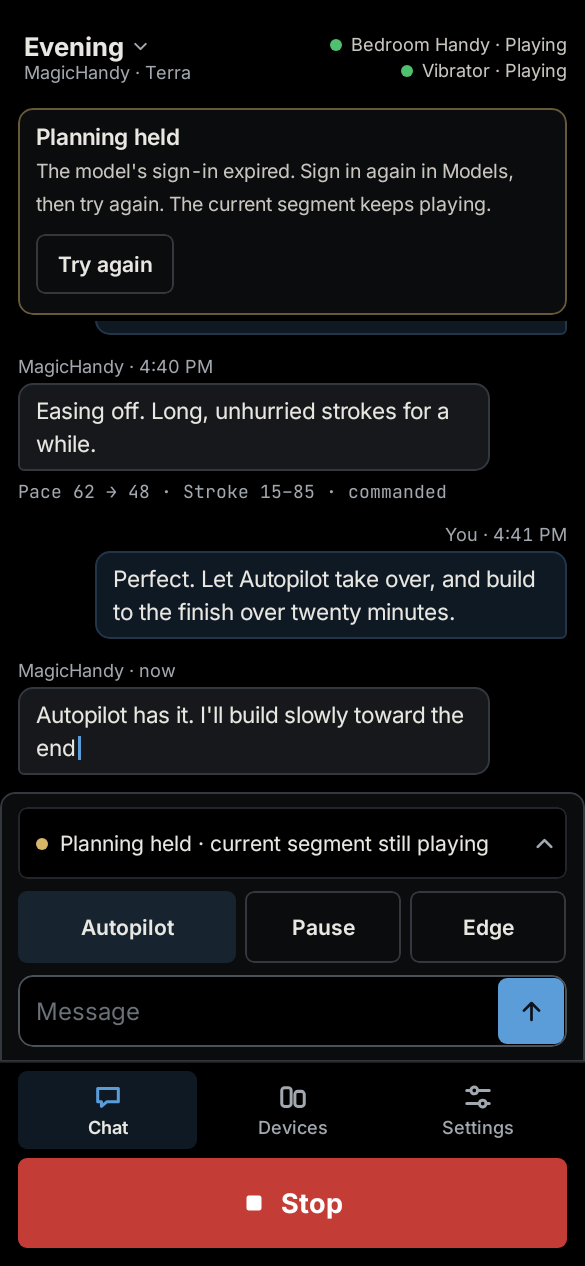 Evening
MagicHandy · Terra
Bedroom Handy · Playing
Vibrator · Playing
Planning held
The model's sign-in expired. Sign in again in Models,
then try again. The current segment keeps playing.
Try again
MagicHandy · 4:40 PM
Easing off. Long, unhurried strokes for a
while.
Pace 62 → 48 · Stroke 15–85 · commanded
You · 4:41 PM
Perfect. Let Autopilot take over, and build
to the finish over twenty minutes.
MagicHandy · now
Autopilot has it. I'll build slowly toward the
end
Planning held · current segment still playing
Autopilot
Pause
Edge
Message
Chat
Devices
Settings
Stop